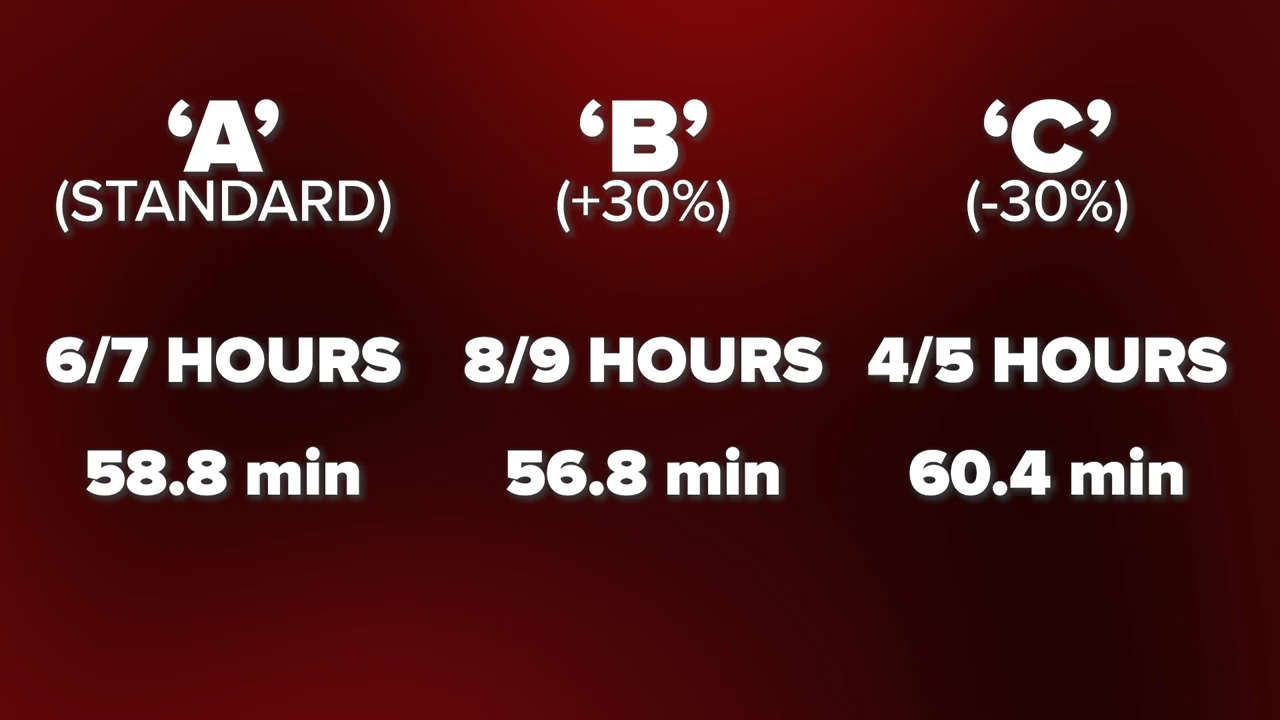 ‘A’
(STANDARD)
6/7 HOURS
58.8 min
‘B’
(+30%)
8/9 HOURS
56.8 min
‘C’
(-30%)
4/5 HOURS
60.4 min